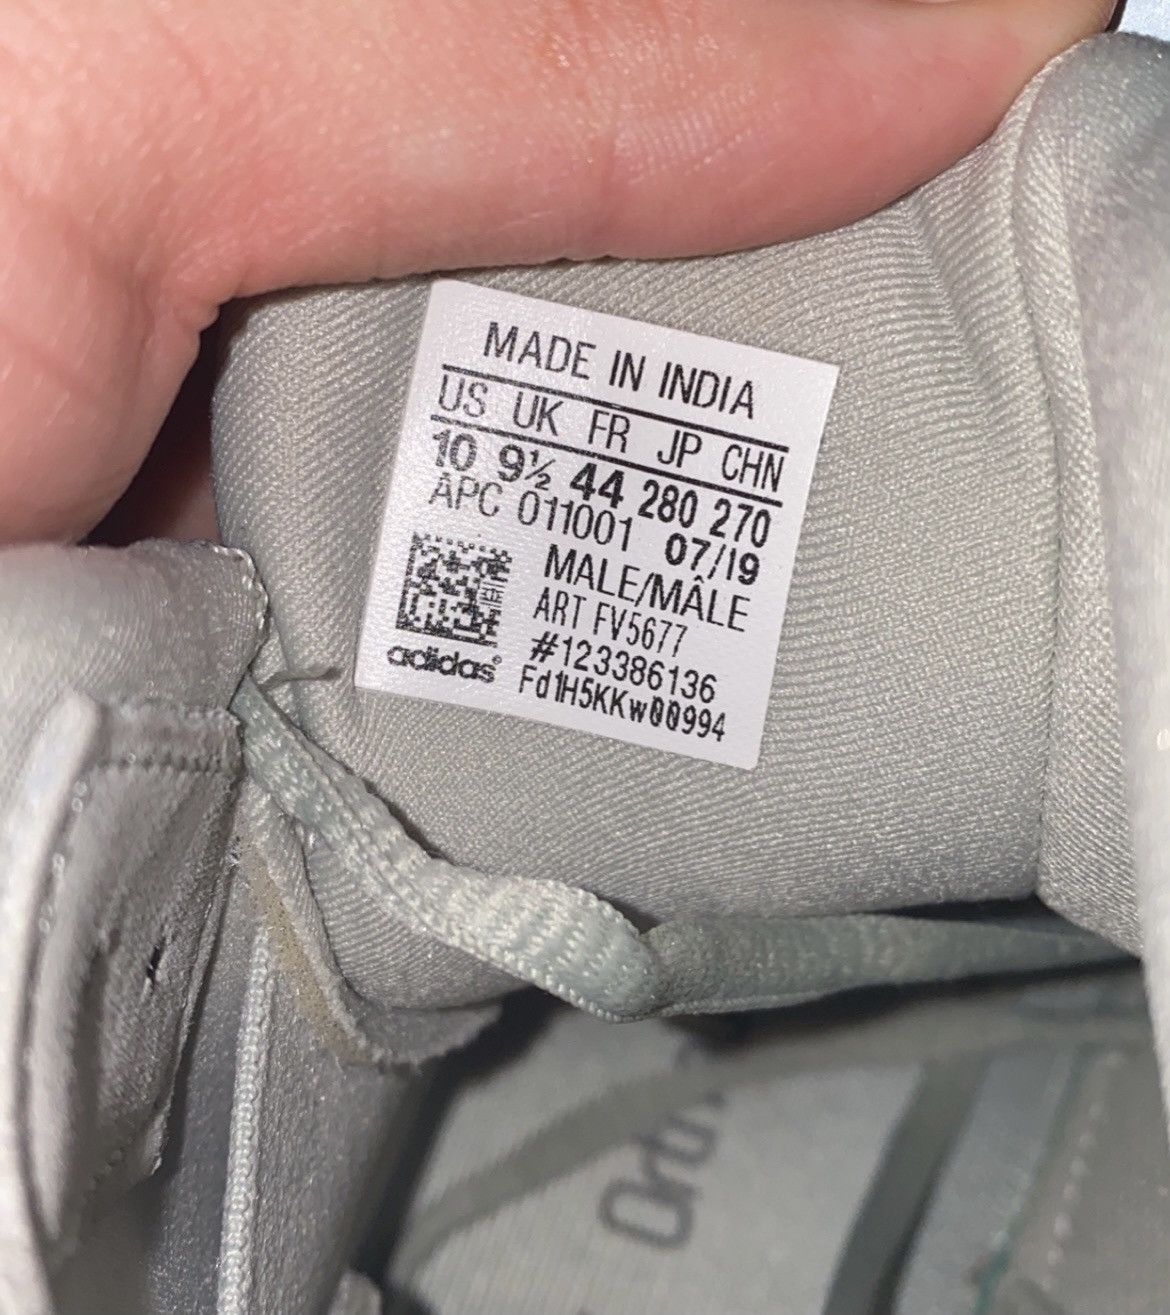 MADE IN INDIA
US UK FR JP CHN
10 9½ 44 280 270
APC 011001 07/19
MALE/MÂLE
ART FV5677
#123386136
Fd1H5KKw00994
adidas®
Ortho